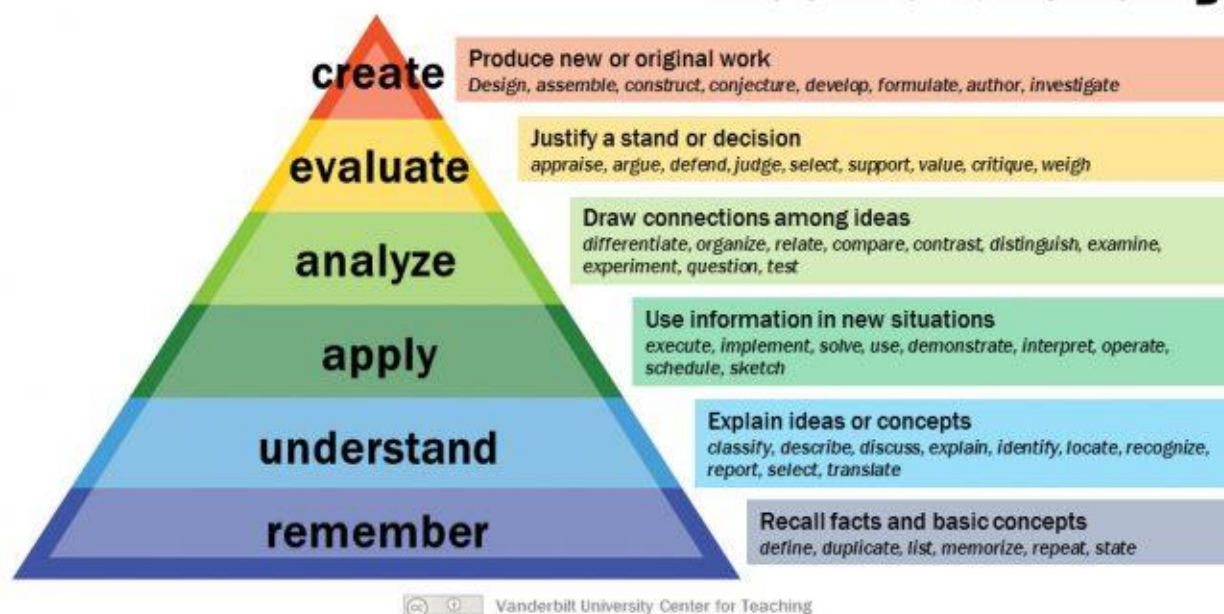 create
Produce new or original work
Design, assemble, construct, conjecture, develop, formulate, author, investigate
evaluate
Justify a stand or decision
appraise, argue, defend, judge, select, support, value, critique, weigh
analyze
Draw connections among ideas
differentiate, organize, relate, compare, contrast, distinguish, examine,
experiment, question, test
apply
Use information in new situations
execute, implement, solve, use, demonstrate, interpret, operate,
schedule, sketch
understand
Explain ideas or concepts
classify, describe, discuss, explain, identify, locate, recognize,
report, select, translate
remember
Recall facts and basic concepts
define, duplicate, list, memorize, repeat, state
cc Vanderbilt University Center for Teaching